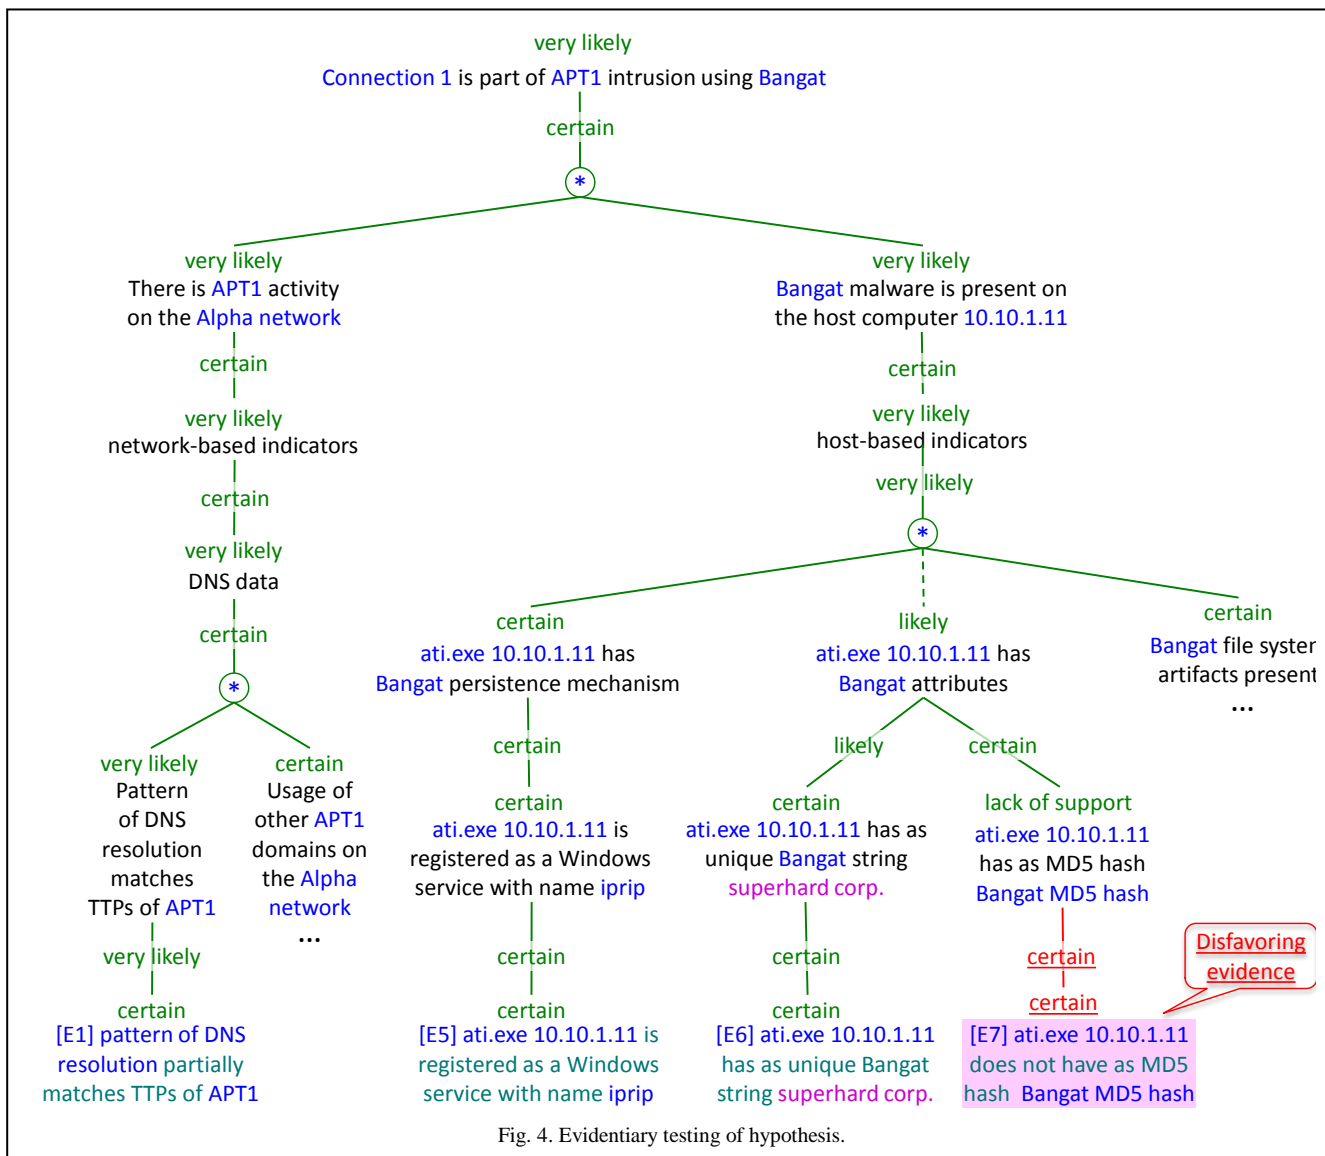 very likely
Connection 1 is part of APT1 intrusion using Bangat
certain
*
very likely
There is APT1 activity
on the Alpha network
certain
very likely
network-based indicators
certain
very likely
DNS data
certain
*
very likely
Pattern
of DNS
resolution
matches
TTPs of APT1
very likely
certain
[E1] pattern of DNS
resolution partially
matches TTPs of APT1
certain
Usage of
other APT1
domains on
the Alpha
network
...
very likely
Bangat malware is present on
the host computer 10.10.1.11
certain
very likely
host-based indicators
very likely
*
certain
ati.exe 10.10.1.11 has
Bangat persistence mechanism
certain
certain
ati.exe 10.10.1.11 is
registered as a Windows
service with name iprip
certain
certain
[E5] ati.exe 10.10.1.11 is
registered as a Windows
service with name iprip
likely
ati.exe 10.10.1.11 has
Bangat attributes
likely
certain
ati.exe 10.10.1.11 has as
unique Bangat string
superhard corp.
certain
certain
[E6] ati.exe 10.10.1.11
has as unique Bangat
string superhard corp.
certain
lack of support
ati.exe 10.10.1.11
has as MD5 hash
Bangat MD5 hash
certain
certain
[E7] ati.exe 10.10.1.11
does not have as MD5
hash Bangat MD5 hash
Disfavoring
evidence
certain
Bangat file system
artifacts present
...
Fig. 4. Evidentiary testing of hypothesis.